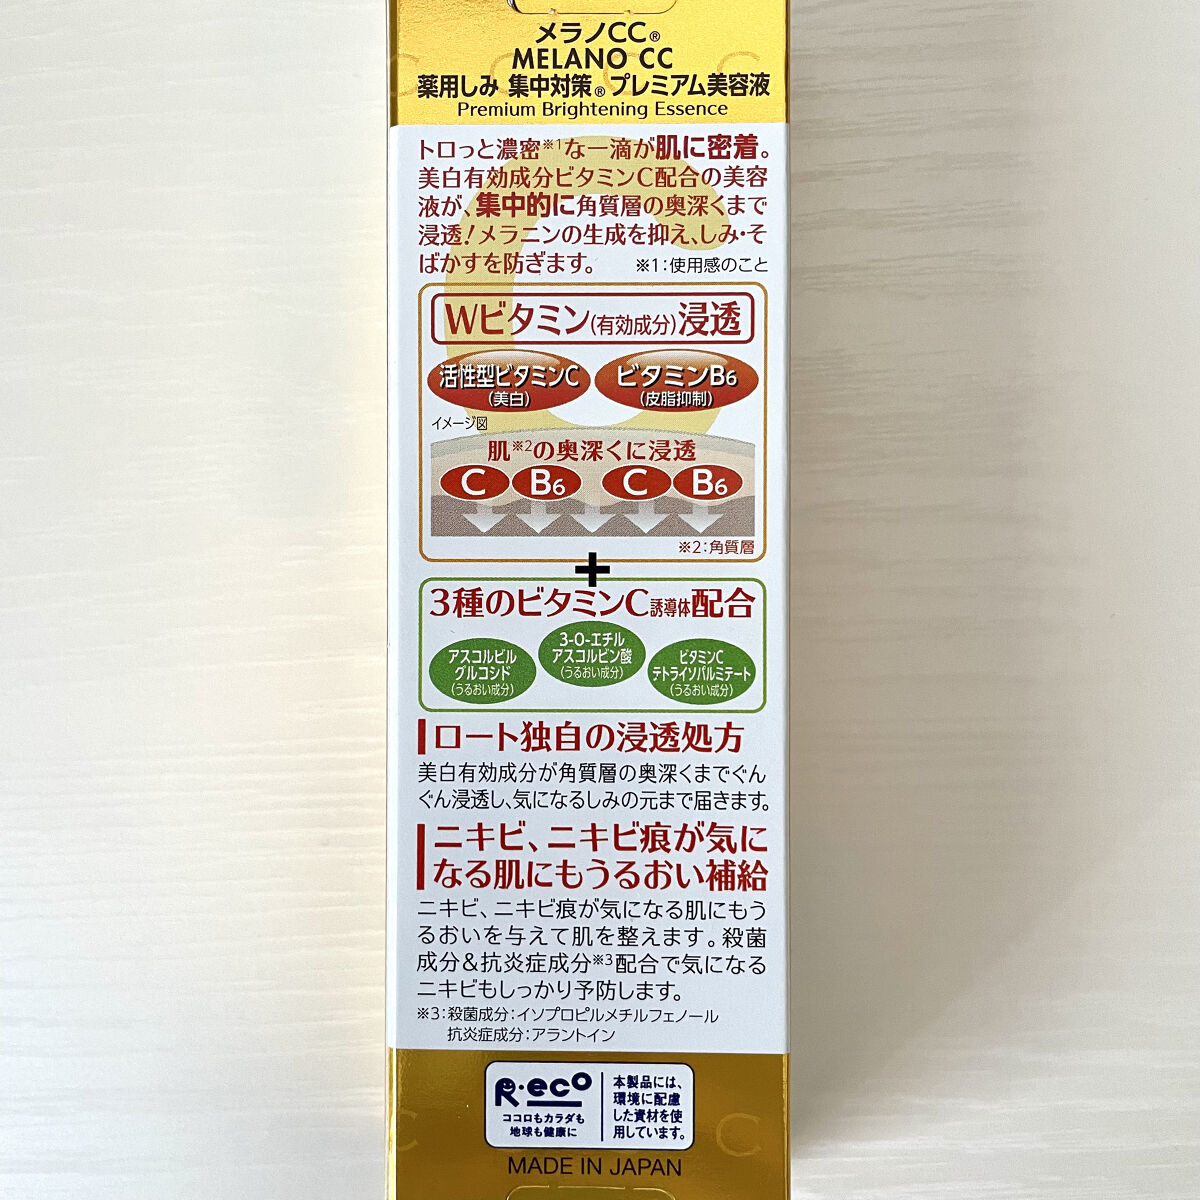 メラノCC®
MELANO CC
薬用しみ 集中対策® プレミアム美容液
Premium Brightening Essence
トロっと濃密※1な一滴が肌に密着。
美白有効成分ビタミンC配合の美容
液が、集中的に角質層の奥深くまで
浸透!メラニンの生成を抑え、しみ・そ
ばかすを防ぎます。 ※1:使用感のこと
Wビタミン(有効成分)浸透
活性型ビタミンC
(美白)
ビタミンB6
(皮脂抑制)
イメージ図
肌※2の奥深くに浸透
C B6 C B6
※2:角質層
+
3種のビタミンC誘導体配合
アスコルビル
グルコシド
(うるおい成分)
3-O-エチル
アスコルビン酸
(うるおい成分)
ビタミンC
テトライソパルミテート
(うるおい成分)
ロート独自の浸透処方
美白有効成分が角質層の奥深くまでぐん
ぐん浸透し、気になるしみの元まで届きます。
ニキビ、ニキビ痕が気に
なる肌にもうるおい補給
ニキビ、ニキビ痕が気になる肌にもう
るおいを与えて肌を整えます。殺菌
成分&抗炎症成分※3配合で気になる
ニキビもしっかり予防します。
※3:殺菌成分:イソプロピルメチルフェノール
抗炎症成分:アラントイン
R・eco
ココロもカラダも
地球も健康に
本製品には、
環境に配慮
した資材を使
用しています。
MADE IN JAPAN